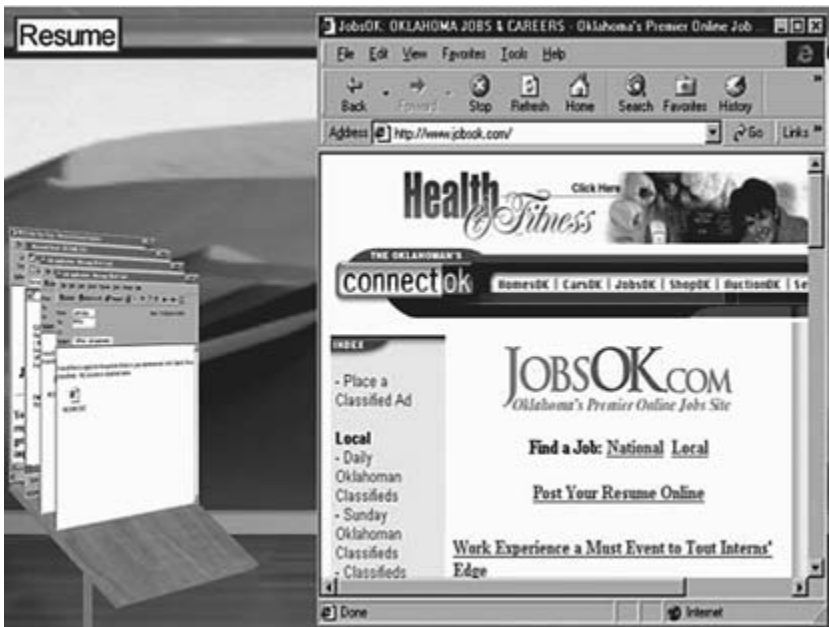 Resume
JobsOK: OKLAHOMA JOBS & CAREERS - Oklahoma's Premier Online Job
File Edit View Favorites Tools Help
Back Forward Stop Refresh Home Search Favorites History
Address http://www.jobsok.com/ Go Links
Health & Fitness
Click Here
THE OKLAHOMAN'S
connectok
HomesOK | CarsOK | JobsOK | ShopOK | AuctionOK | Se
INDEX
- Place a
Classified Ad
Local
- Daily
Oklahoman
Classifieds
- Sunday
Oklahoman
Classifieds
- Classifieds
JOBSOK.COM
Oklahoma's Premier Online Jobs Site
Find a Job: National Local
Post Your Resume Online
Work Experience a Must Event to Tout Interns'
Edge
Done
Internet